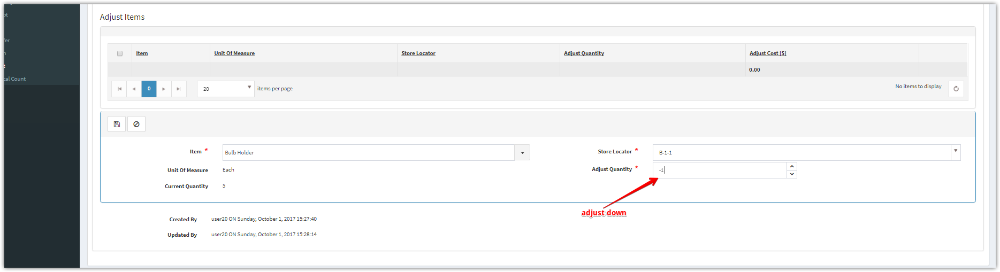 ot
fer
n
cal Count
Adjust Items
Item Unit Of Measure Store Locator Adjust Quantity Adjust Cost [$]
0.00
0 20 items per page No items to display
Item * Bulb Holder Store Locator * B-1-1
Unit Of Measure Each Adjust Quantity * -1
Current Quantity 5
adjust down
Created By user20 ON Sunday, October 1, 2017 15:27:40
Updated By user20 ON Sunday, October 1, 2017 15:28:14